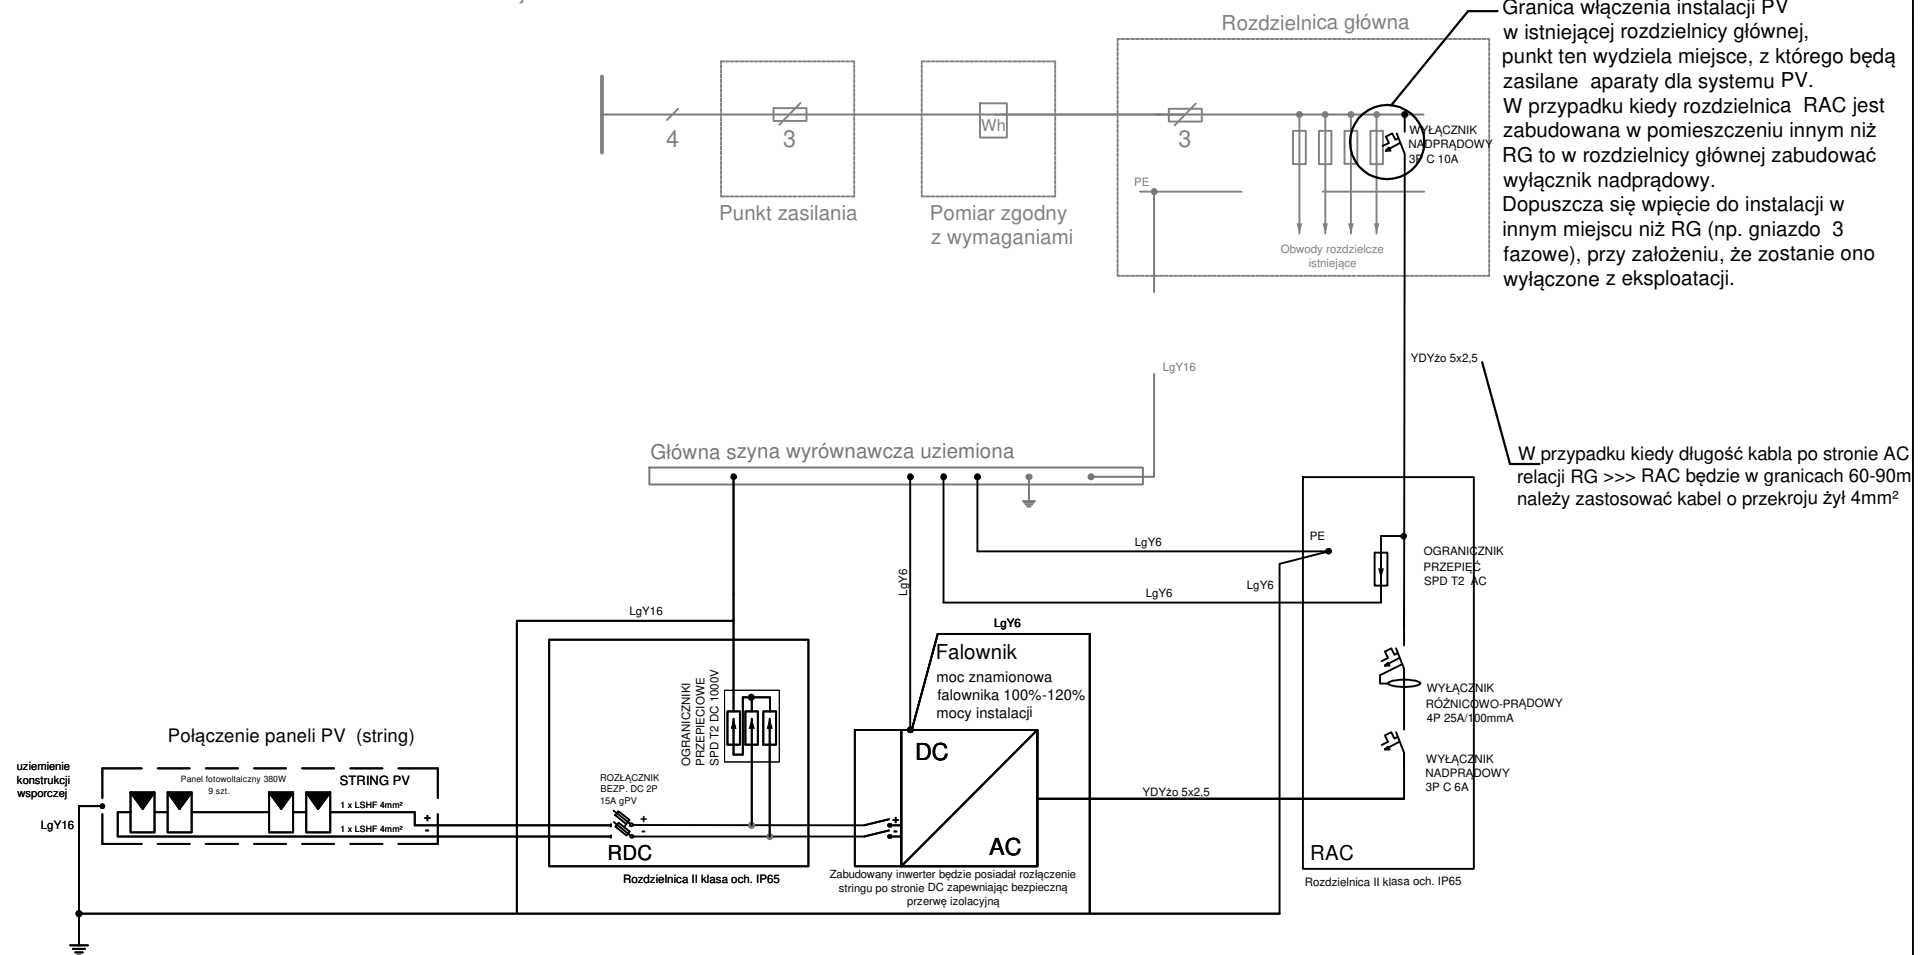 Rozdzielnica główna
Granica włączenia instalacji PV
w istniejącej rozdzielnicy głównej,
punkt ten wydziela miejsce, z którego będą
zasilane aparaty dla systemu PV.
W przypadku kiedy rozdzielnica RAC jest
zabudowana w pomieszczeniu innym niż
RG to w rozdzielnicy głównej zabudować
wyłącznik nadprądowy.
Dopuszcza się wpięcie do instalacji w
innym miejscu niż RG (np. gniazdo 3
fazowe), przy założeniu, że zostanie ono
wyłączone z eksploatacji.
4
3
Wh
3
WYŁĄCZNIK
NADPRĄDOWY
3P C 10A
PE
Punkt zasilania
Pomiar zgodny
z wymaganiami
Obwody rozdzielcze
istniejące
YDYżo 5x2,5
LgY16
W przypadku kiedy długość kabla po stronie AC
relacji RG >>> RAC będzie w granicach 60-90m
należy zastosować kabel o przekroju żył 4mm²
Główna szyna wyrównawcza uziemiona
LgY6
PE
OGRANICZNIK
PRZEPIĘĆ
SPD T2 AC
LgY6
LgY6
LgY6
LgY16
LgY6
Falownik
moc znamionowa
falownika 100%-120%
mocy instalacji
OGRANICZNIKI
PRZEPIECIOWE
SPD T2 DC 1000V
WYŁĄCZNIK
RÓŻNICOWO-PRĄDOWY
4P 25A/100mmA
WYŁĄCZNIK
NADPRĄDOWY
3P C 6A
Połączenie paneli PV (string)
uziemienie
konstrukcji
wsporczej
Panel fotowoltaiczny 380W
9 szt.
STRING PV
1 x LSHF 4mm²
1 x LSHF 4mm²
+
-
LgY16
ROZŁĄCZNIK
BEZP. DC 2P
15A gPV
+
-
RDC
Rozdzielnica II klasa och. IP65
+
-
DC
AC
YDYżo 5x2,5
Zabudowany inwerter będzie posiadał rozłączenie
stringu po stronie DC zapewniając bezpieczną
przerwę izolacyjną
RAC
Rozdzielnica II klasa och. IP65